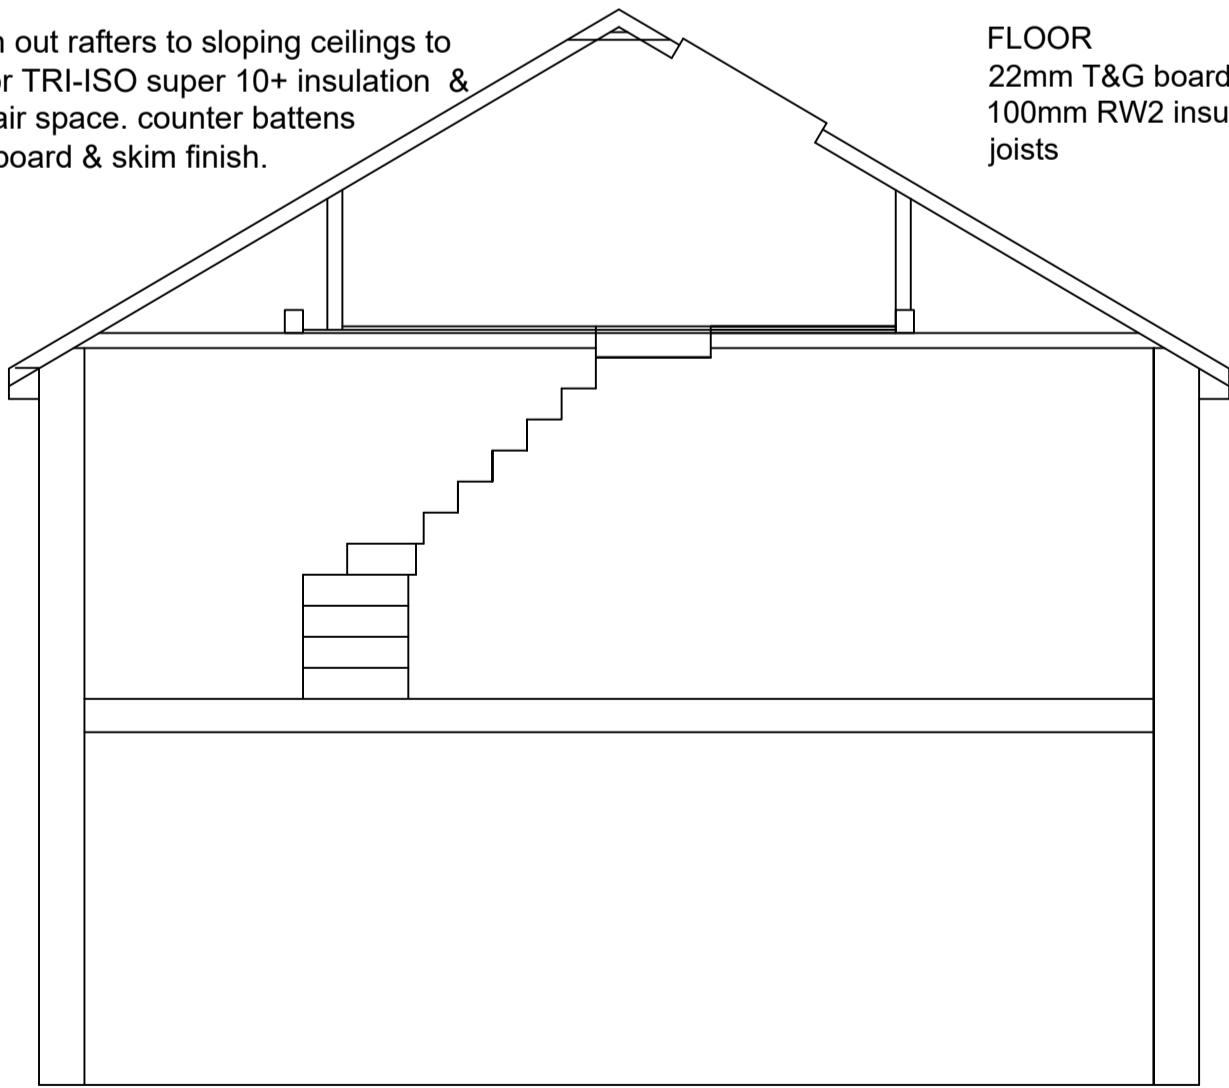 out rafters to sloping ceilings to
TRI-ISO super 10+ insulation &
air space. counter battens
board & skim finish.
FLOOR
22mm T&G board
100mm RW2 insu
joists